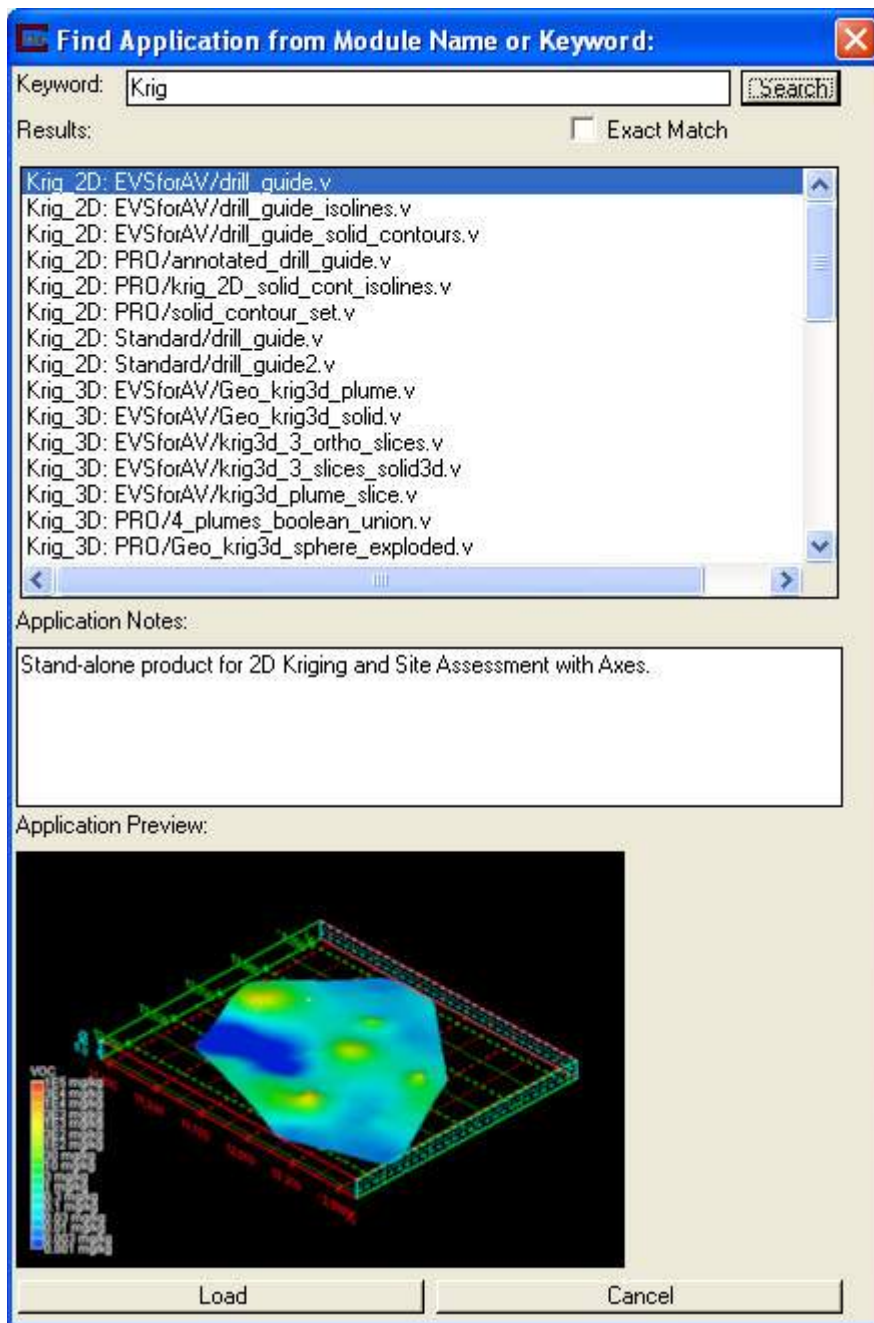 Find Application from Module Name or Keyword:
Keyword: Krig Search
Results: Exact Match
Krig_2D: EVSforAV/drill_guide.v
Krig_2D: EVSforAV/drill_guide_isolines.v
Krig_2D: EVSforAV/drill_guide_solid_contours.v
Krig_2D: PRO/annotated_drill_guide.v
Krig_2D: PRO/krig_2D_solid_cont_isolines.v
Krig_2D: PRO/solid_contour_set.v
Krig_2D: Standard/drill_guide.v
Krig_2D: Standard/drill_guide2.v
Krig_3D: EVSforAV/Geo_krig3d_plume.v
Krig_3D: EVSforAV/Geo_krig3d_solid.v
Krig_3D: EVSforAV/krig3d_3_ortho_slices.v
Krig_3D: EVSforAV/krig3d_3_slices_solid3d.v
Krig_3D: EVSforAV/krig3d_plume_slice.v
Krig_3D: PRO/4_plumes_boolean_union.v
Krig_3D: PRO/Geo_krig3d_sphere_exploded.v
Application Notes:
Stand-alone product for 2D Kriging and Site Assessment with Axes.
Application Preview:
VOC
Load Cancel